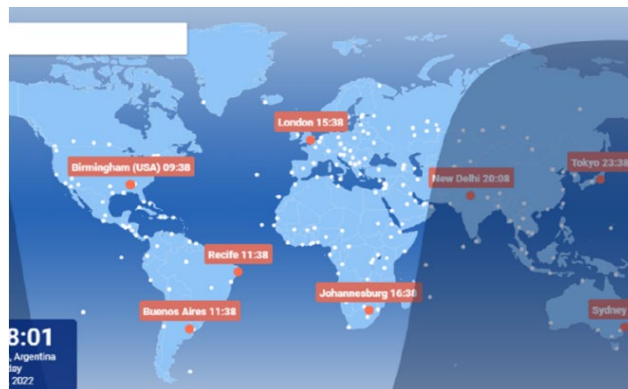 London 15:38
Birmingham (USA) 09:38
Tokyo 23:38
New Delhi 20:08
Recife 11:38
Johannesburg 16:38
Buenos Aires 11:38
Sydney
8:01
, Argentina
2022